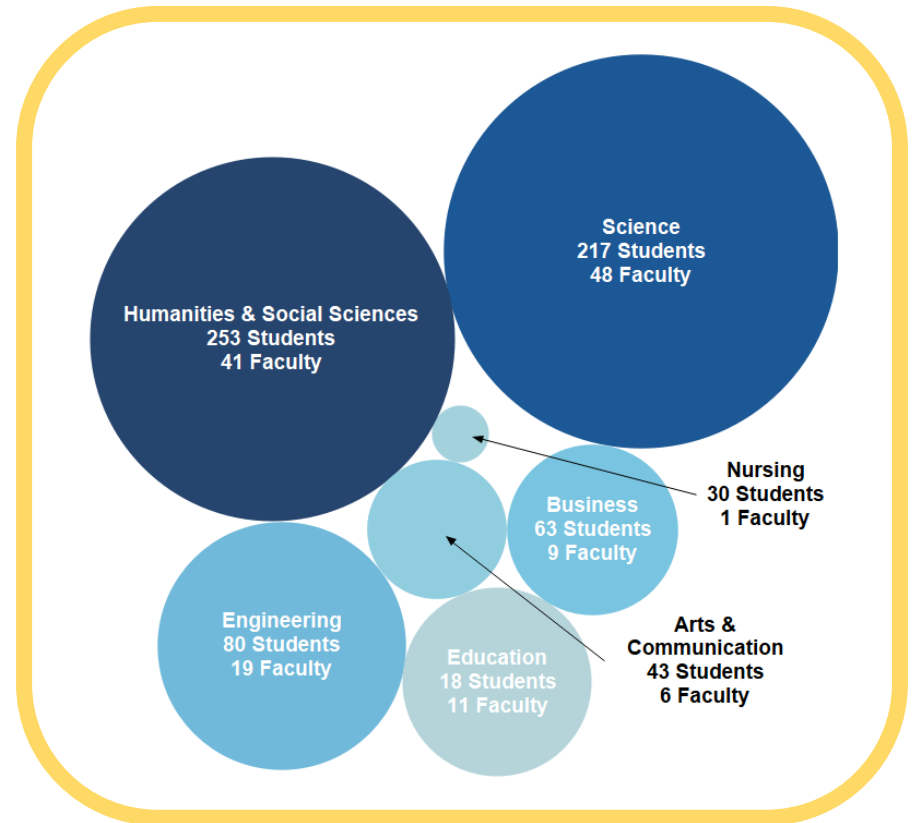 Science
217 Students
48 Faculty
Humanities & Social Sciences
253 Students
41 Faculty
Nursing
30 Students
1 Faculty
Business
63 Students
9 Faculty
Engineering
80 Students
19 Faculty
Education
18 Students
11 Faculty
Arts &
Communication
43 Students
6 Faculty